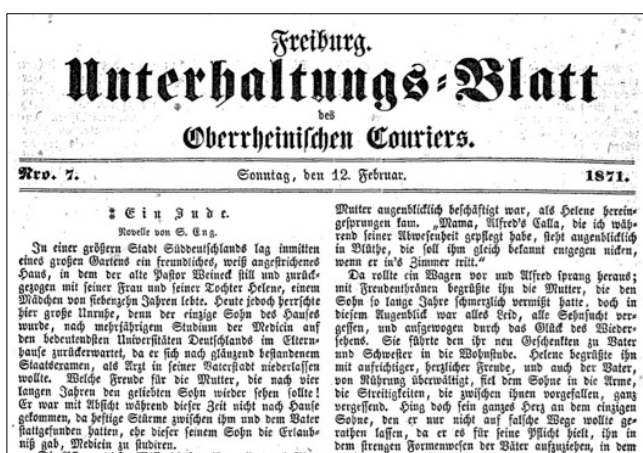 Freiburg.
Unterhaltungs-Blatt
des
Oberrheinischen Couriers.
Nro. 7.
Sonntag, den 12. Februar.
1871.
Ein Jude.
Novelle von S. Eng.
In einer größern Stadt Süddeutschlands lag inmitten
eines großen Gartens ein freundliches, weiß angestrichenes
Haus, in dem der alte Pastor Weineck still und zurück-
gezogen mit seiner Frau und seiner Tochter Helene, einem
Mädchen von siebenzehn Jahren lebte. Heute jedoch herrschte
hier große Unruhe, denn der einzige Sohn des Hauses
wurde, nach mehrjährigem Studium der Medicin auf
den bedeutendsten Universitäten Deutschlands im Eltern-
hause zurückerwartet, da er sich nach glänzend bestandenem
Staatsexamen, als Arzt in seiner Vaterstadt niederlassen
wollte. Welche Freude für die Mutter, die nach vier
langen Jahren den geliebten Sohn wieder sehen sollte!
Er war mit Absicht während dieser Zeit nicht nach Hause
gekommen, da heftige Stürme zwischen ihm und dem Vater
stattgefunden hatten, ehe dieser seinem Sohn die Erlaub-
niß gab, Medicin zu studiren.
Mutter augenblicklich beschäftigt war, als Helene herein-
gesprungen kam. „Mama, Alfred's Calla, die ich wäh-
rend seiner Abwesenheit gepflegt habe, steht augenblicklich
in Blüthe, die soll ihm gleich bekannt entgegen nicken,
wenn er in's Zimmer tritt.“
Da rollte ein Wagen vor und Alfred sprang heraus;
mit Freudenthränen begrüßte ihn die Mutter, die den
Sohn so lange Jahre schmerzlich vermißt hatte, doch in
diesem Augenblick war alles Leid, alle Sehnsucht ver-
gessen, und aufgewogen durch das Glück des Wieder-
sehens. Sie führte den ihr neu Geschenkten zu Vater
und Schwester in die Wohnstube. Helene begrüßte ihn
mit aufrichtiger, herzlicher Freude, und auch der Vater,
von Rührung überwältigt, fiel dem Sohne in die Arme,
die Streitigkeiten, die zwischen ihnen vorgefallen, ganz
vergessend. Hing doch sein ganzes Herz an dem einzigen
Sohne, den er nur nicht auf falsche Wege wollte ge-
rathen lassen, da er es für seine Pflicht hielt, ihn in
dem strengen Formenwesen der Väter aufzuziehen, in dem